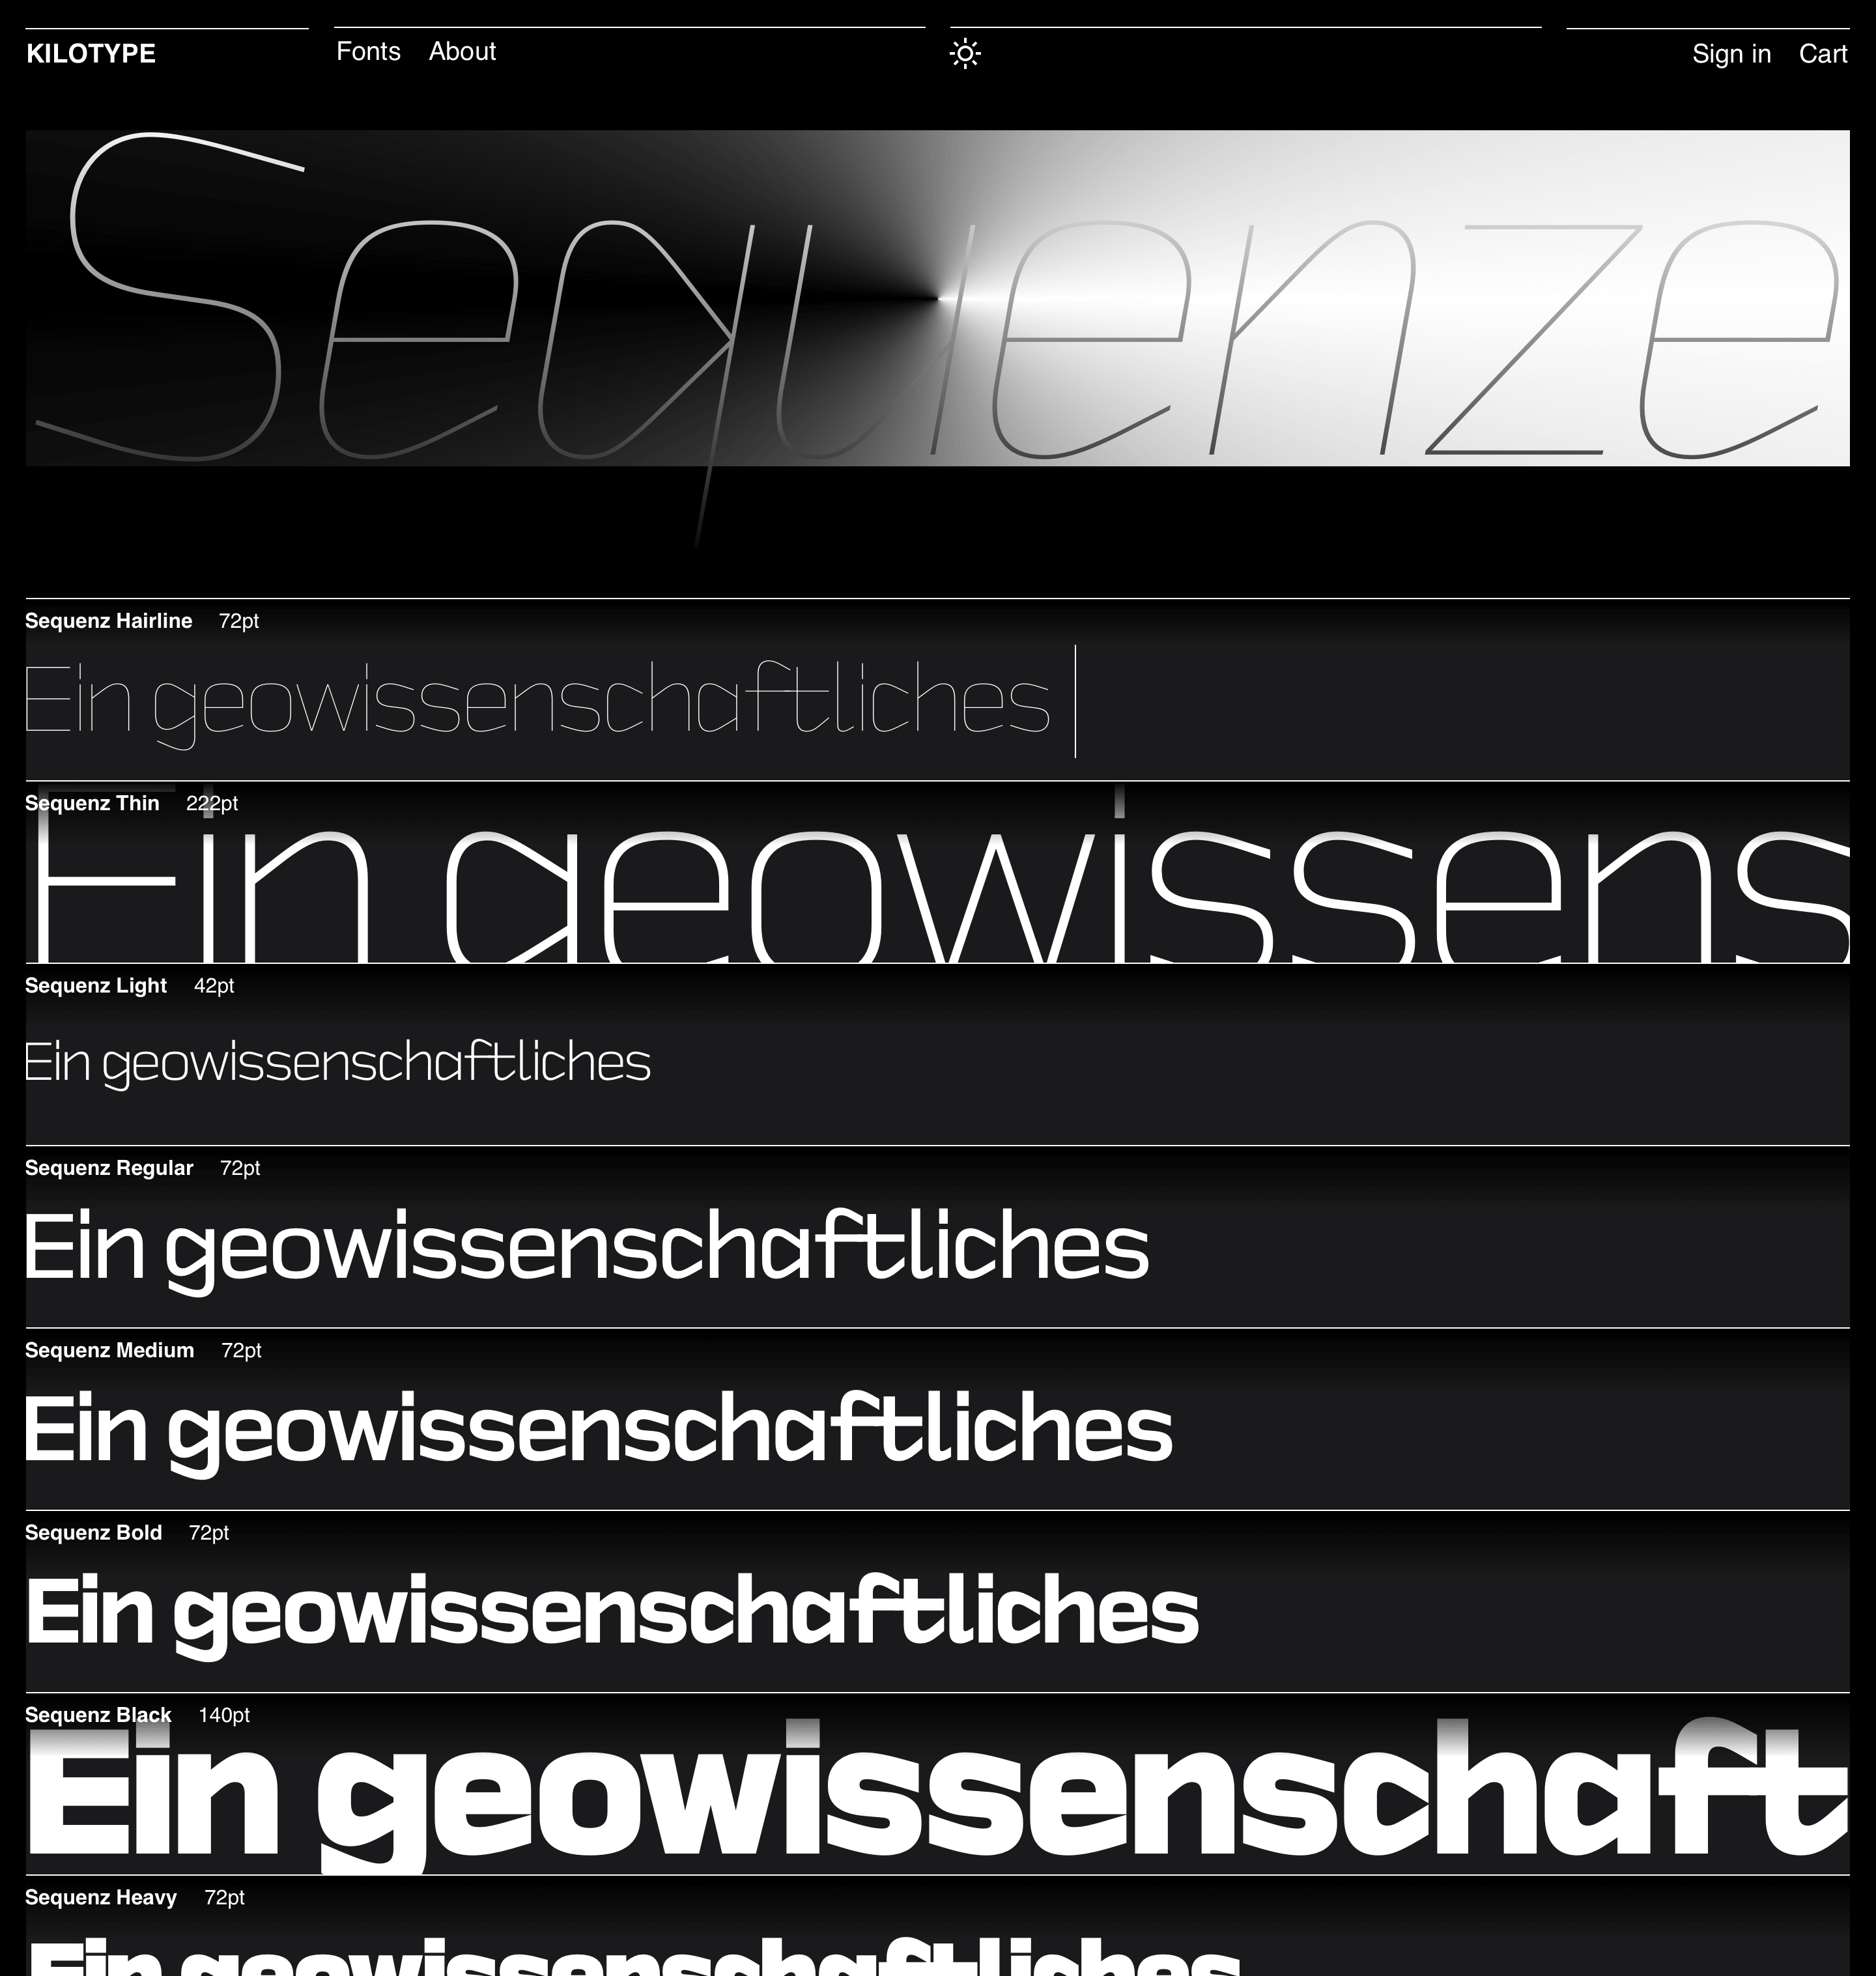 KILOTYPE Fonts About Sign in Cart
Sequenze
Sequenz Hairline 72pt
Ein geowissenschaftliches
Sequenz Thin 222pt
Ein geowissens
Sequenz Light 42pt
Ein geowissenschaftliches
Sequenz Regular 72pt
Ein geowissenschaftliches
Sequenz Medium 72pt
Ein geowissenschaftliches
Sequenz Bold 72pt
Ein geowissenschaftliches
Sequenz Black 140pt
Ein geowissenschaft
Sequenz Heavy 72pt
Ein geowissenschaftliches